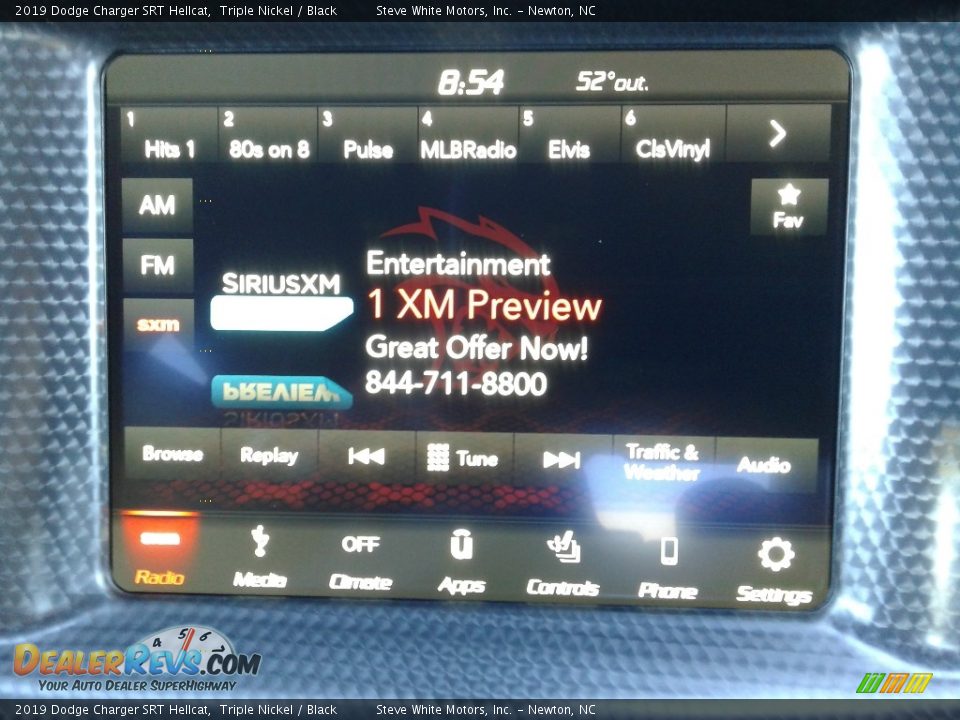 2019 Dodge Charger SRT Hellcat, Triple Nickel / Black Steve White Motors, Inc. – Newton, NC
8:54 52°out.
1 Hits 1 2 80s on 8 3 Pulse 4 MLBRadio 5 Elvis 6 ClsVinyl
AM
Fav
FM
sxm
SIRIUSXM
Entertainment
1 XM Preview
Great Offer Now!
844-711-8800
PREVIEW
SIRIUSXM
Browse Replay Tune Traffic & Weather Audio
OFF
Radio Media Climate Apps Controls Phone Settings
4 5 6
DealerRevs.com
Your Auto Dealer SuperHighway
2019 Dodge Charger SRT Hellcat, Triple Nickel / Black Steve White Motors, Inc. – Newton, NC